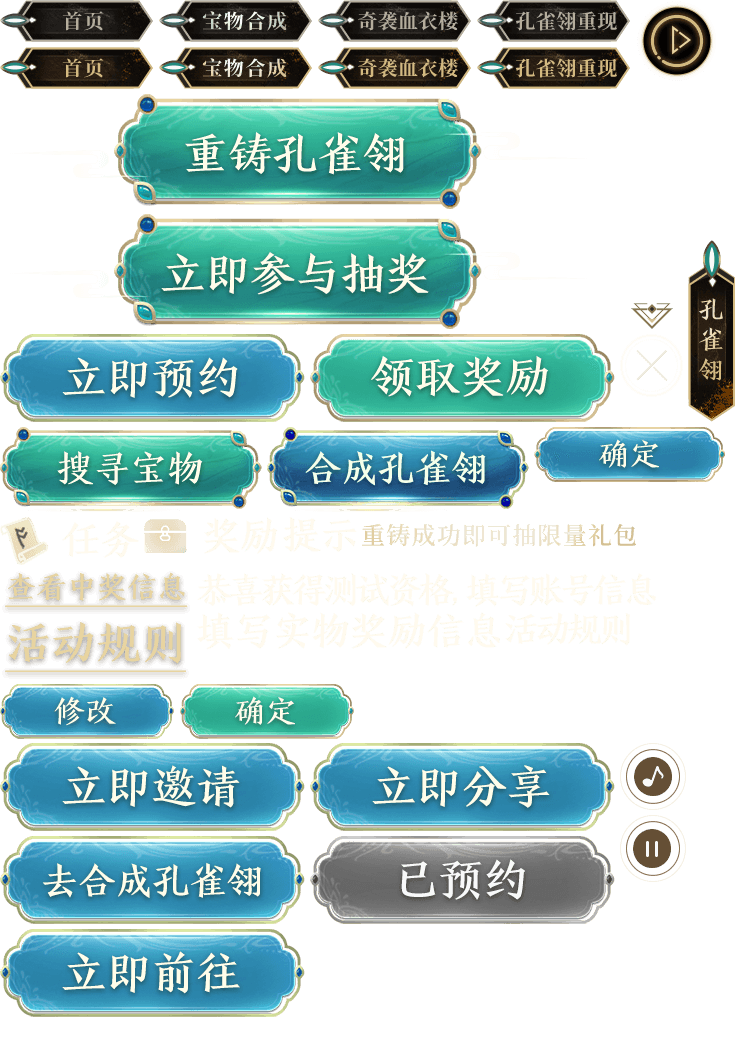 首页 宝物合成 奇袭血衣楼 孔雀翎重现
首页 宝物合成 奇袭血衣楼 孔雀翎重现
重铸孔雀翎
立即参与抽奖
孔雀翎
立即预约 领取奖励
搜寻宝物 合成孔雀翎 确定
任务 奖励提示 重铸成功即可抽限量礼包
查看中奖信息 恭喜获得测试资格,填写账号信息
活动规则 填写实物奖励信息 活动规则
修改 确定
立即邀请 立即分享
去合成孔雀翎 已预约
立即前往